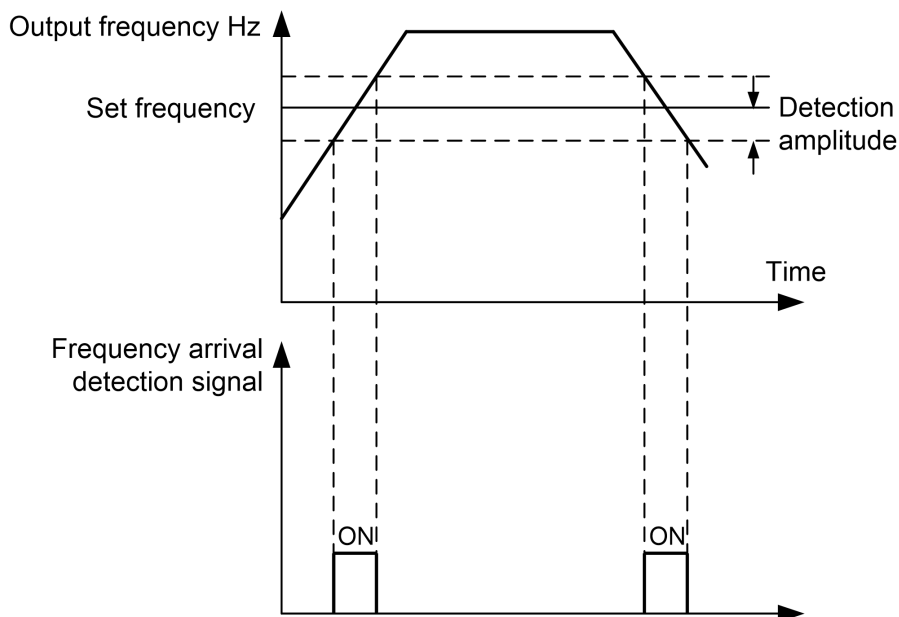 Output frequency Hz
Set frequency
Detection
amplitude
Time
Frequency arrival
detection signal
ON
ON